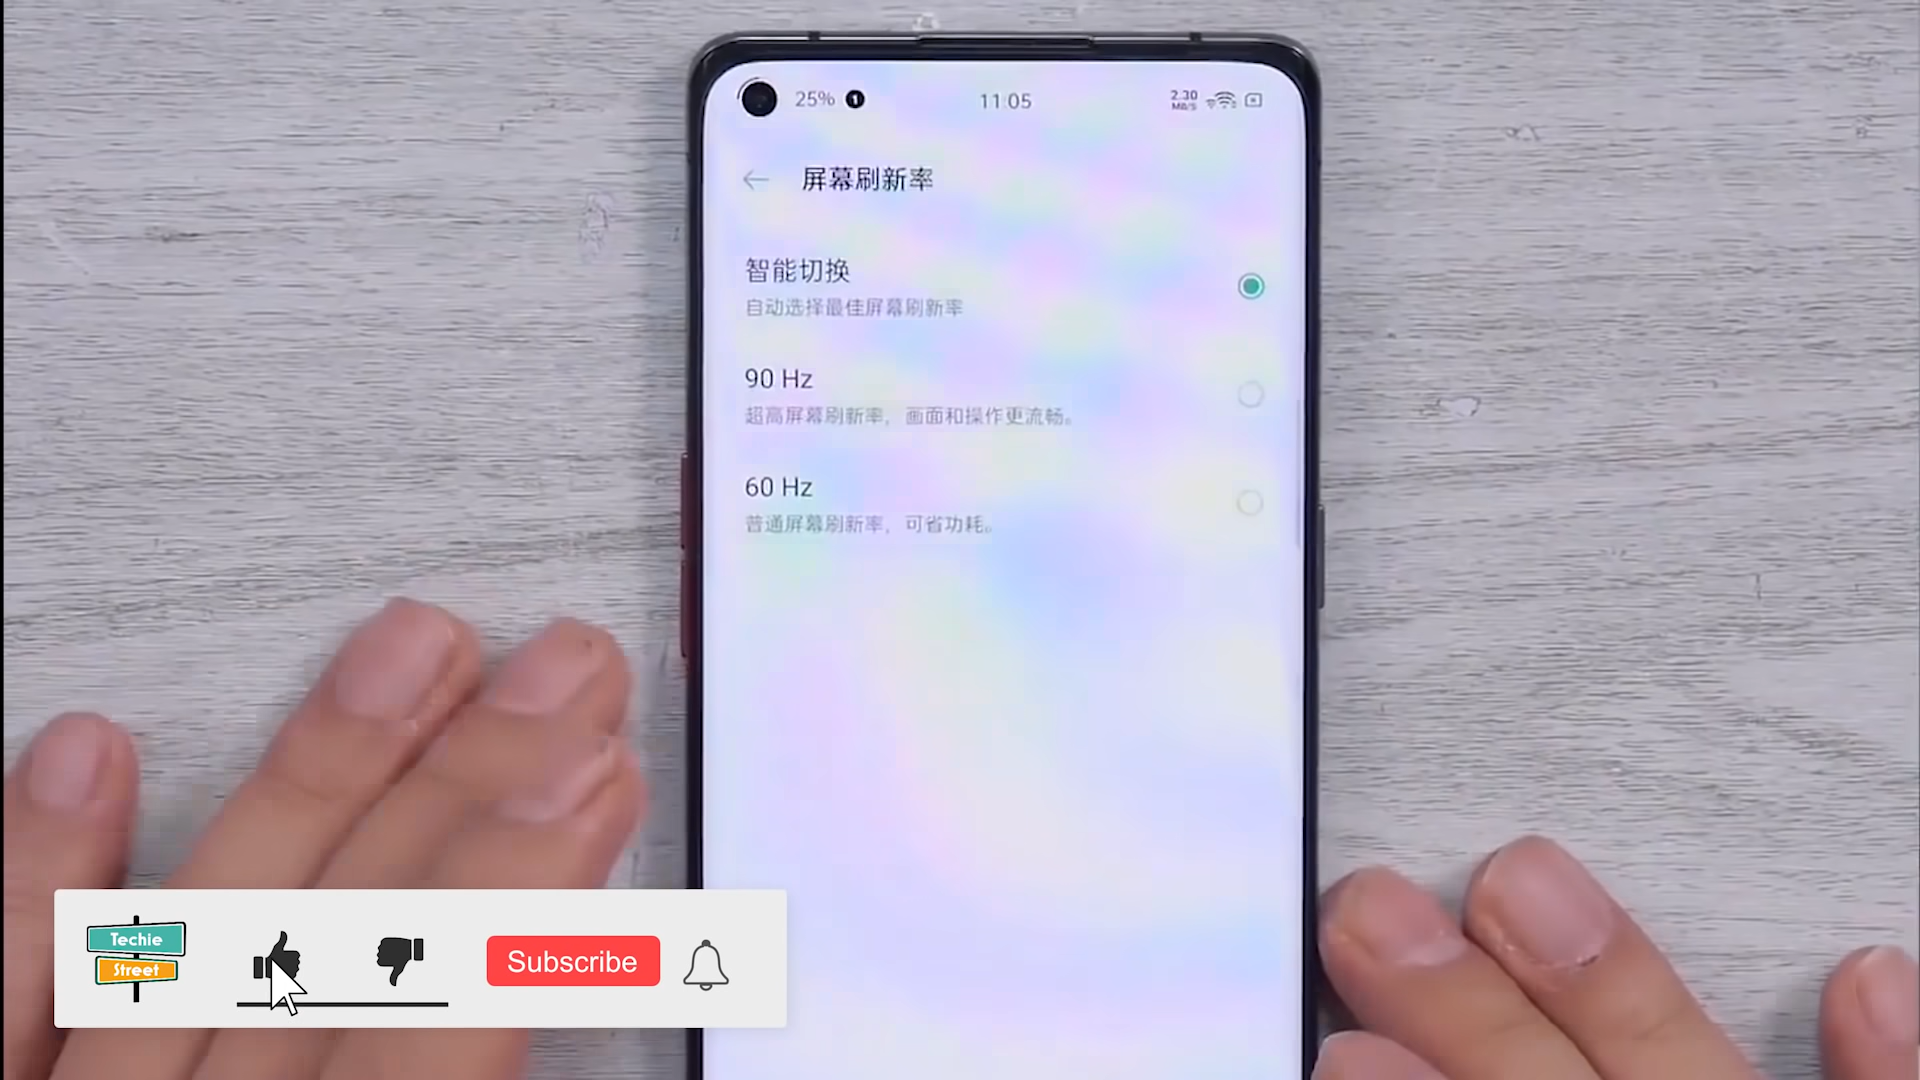 25% 1 11:05 2.30 MB/S
屏幕刷新率
智能切换
自动选择最佳屏幕刷新率
90 Hz
超高屏幕刷新率，画面和操作更流畅。
60 Hz
普通屏幕刷新率，可省功耗。
Techie
Street
Subscribe